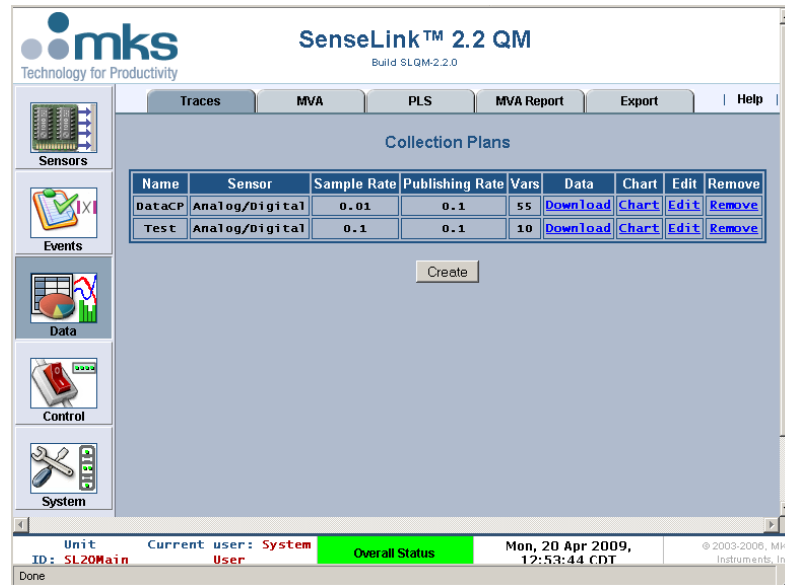 mks
Technology for Productivity
SenseLink™ 2.2 QM
Build SLQM-2.2.0
Traces MVA PLS MVA Report Export | Help |
Sensors
Events
Data
Control
System
Collection Plans
Name Sensor Sample Rate Publishing Rate Vars Data Chart Edit Remove
DataCP Analog/Digital 0.01 0.1 55 Download Chart Edit Remove
Test Analog/Digital 0.1 0.1 10 Download Chart Edit Remove
Create
Unit ID: SL2OMain
Current user: System User
Overall Status
Mon, 20 Apr 2009,
12:53:44 CDT
© 2003-2006,
Instruments,
Done